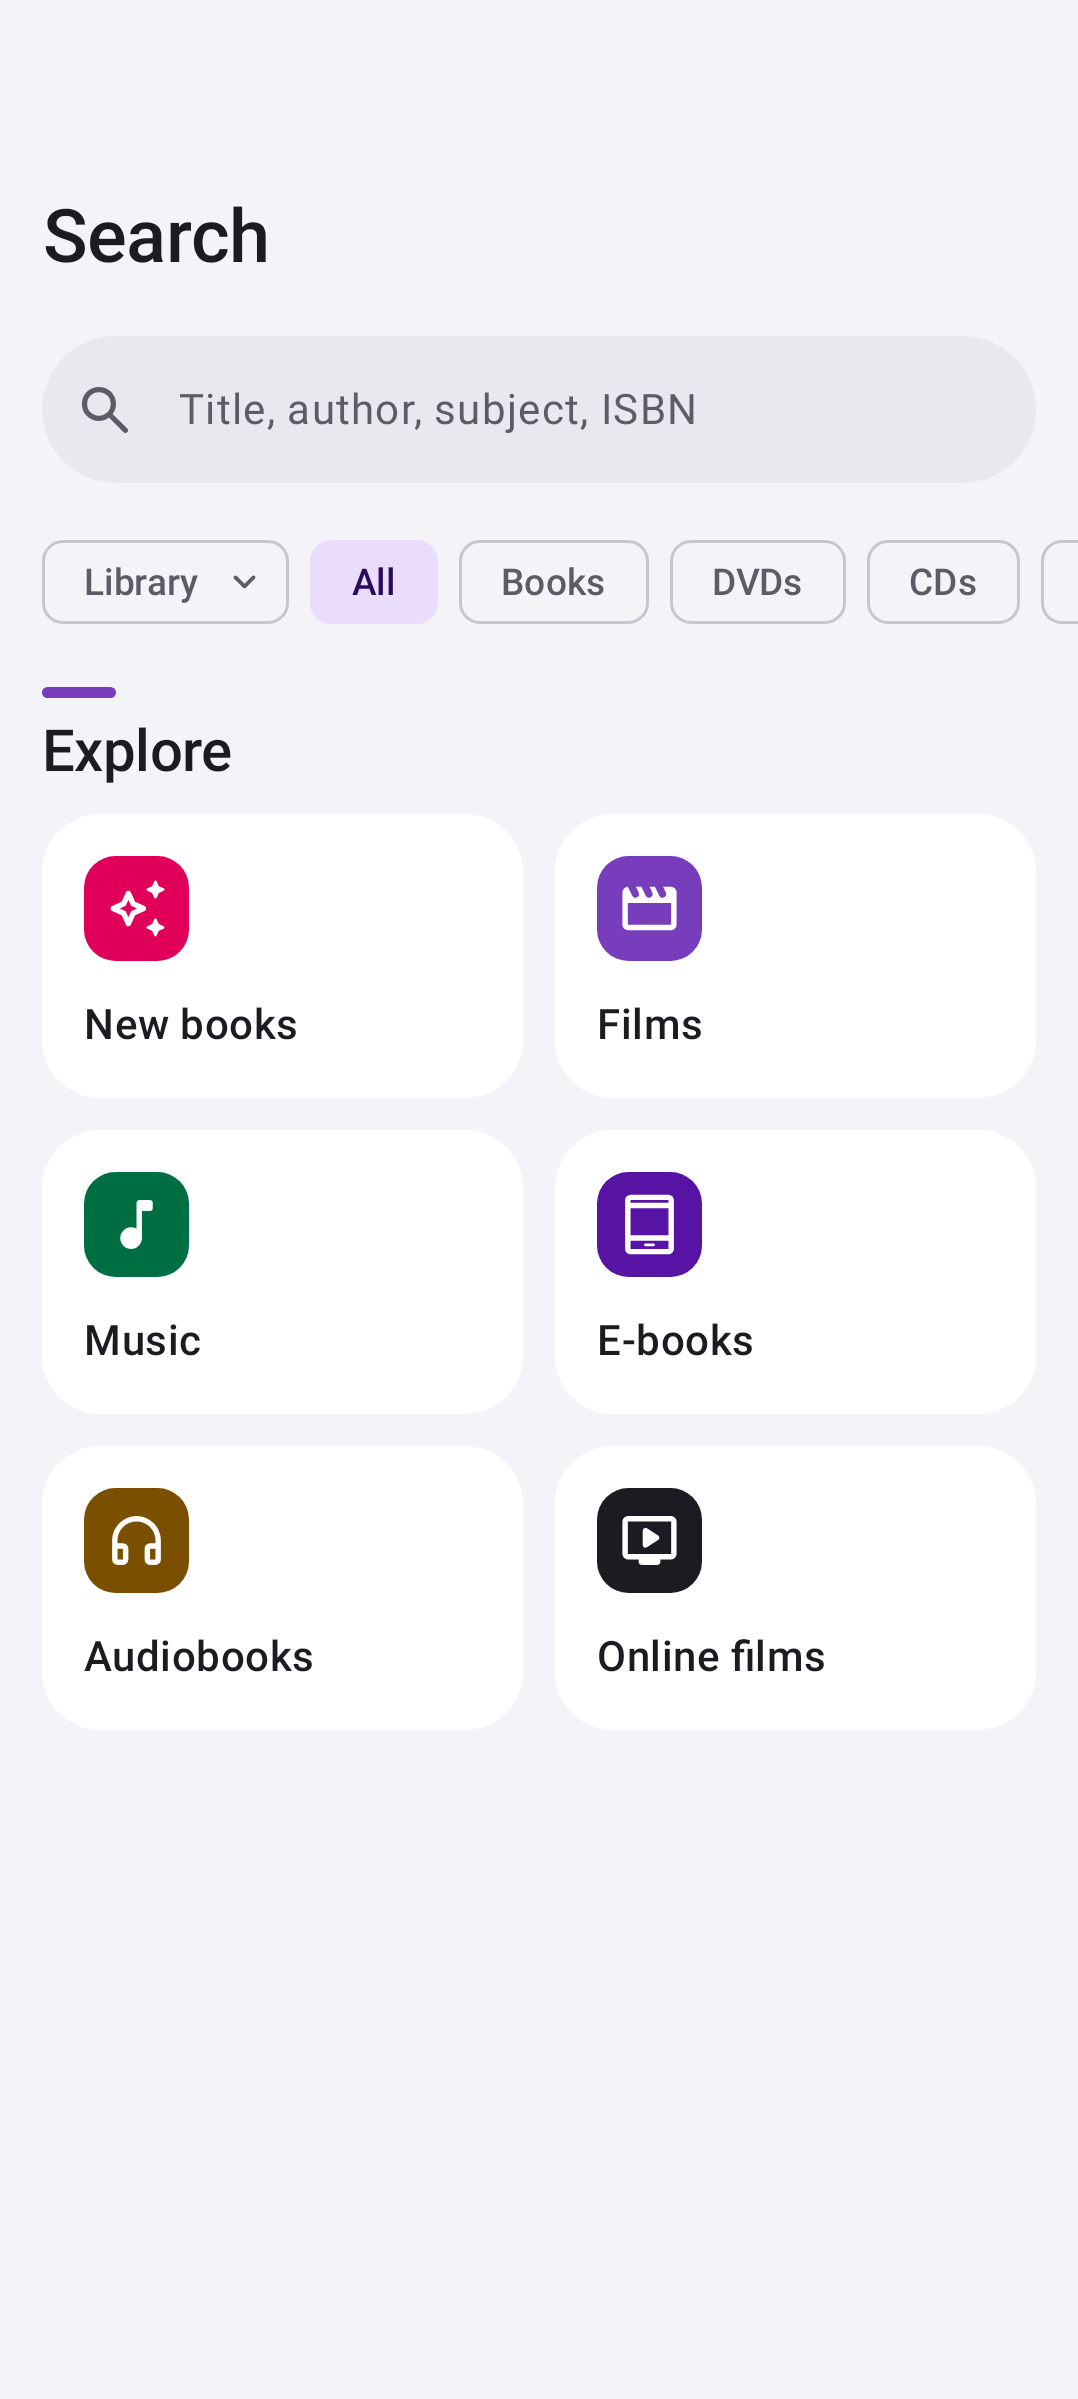 Search
Title, author, subject, ISBN
Library All Books DVDs CDs
Explore
New books Films
Music E-books
Audiobooks Online films